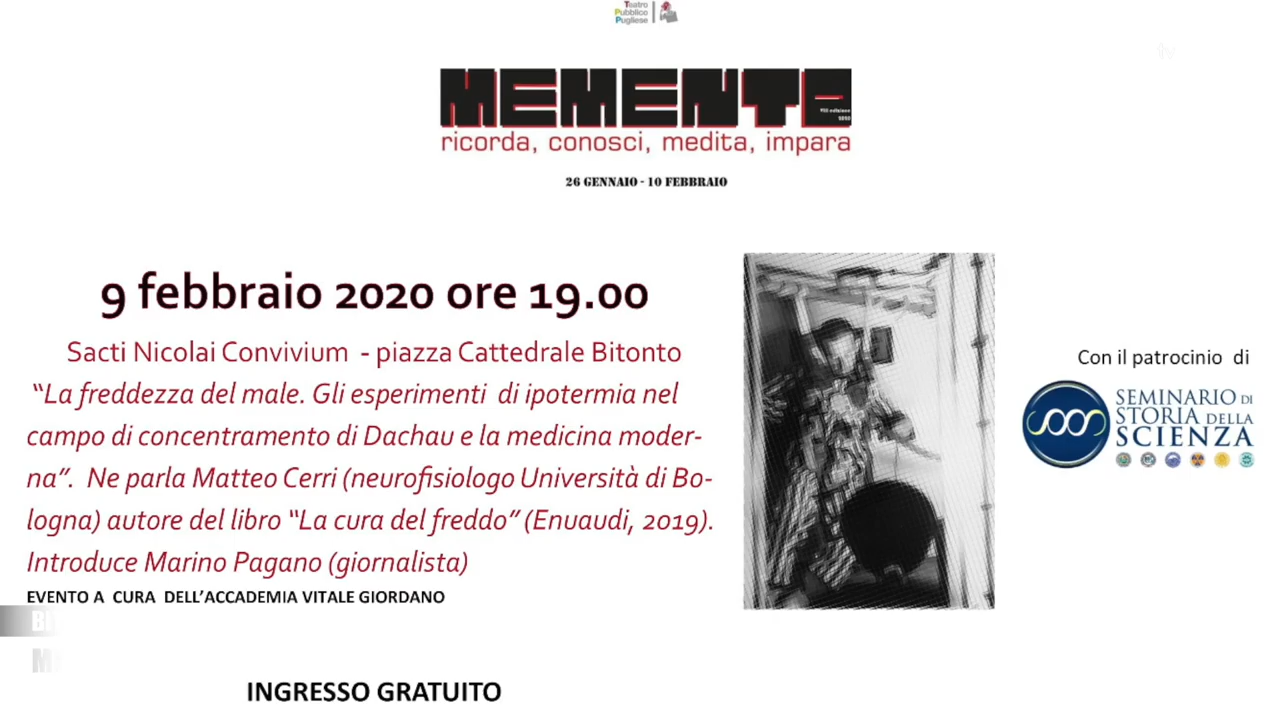 Teatro
Pubblico
Pugliese
tv
MEMENTO
VIII edizione
2020
ricorda, conosci, medita, impara
26 GENNAIO - 10 FEBBRAIO
9 febbraio 2020 ore 19.00
Sacti Nicolai Convivium - piazza Cattedrale Bitonto
“La freddezza del male. Gli esperimenti di ipotermia nel
campo di concentramento di Dachau e la medicina moder-
na”. Ne parla Matteo Cerri (neurofisiologo Università di Bo-
logna) autore del libro “La cura del freddo” (Enuaudi, 2019).
Introduce Marino Pagano (giornalista)
EVENTO A CURA DELL’ACCADEMIA VITALE GIORDANO
INGRESSO GRATUITO
Con il patrocinio di
SEMINARIO DI
STORIA DELLA
SCIENZA